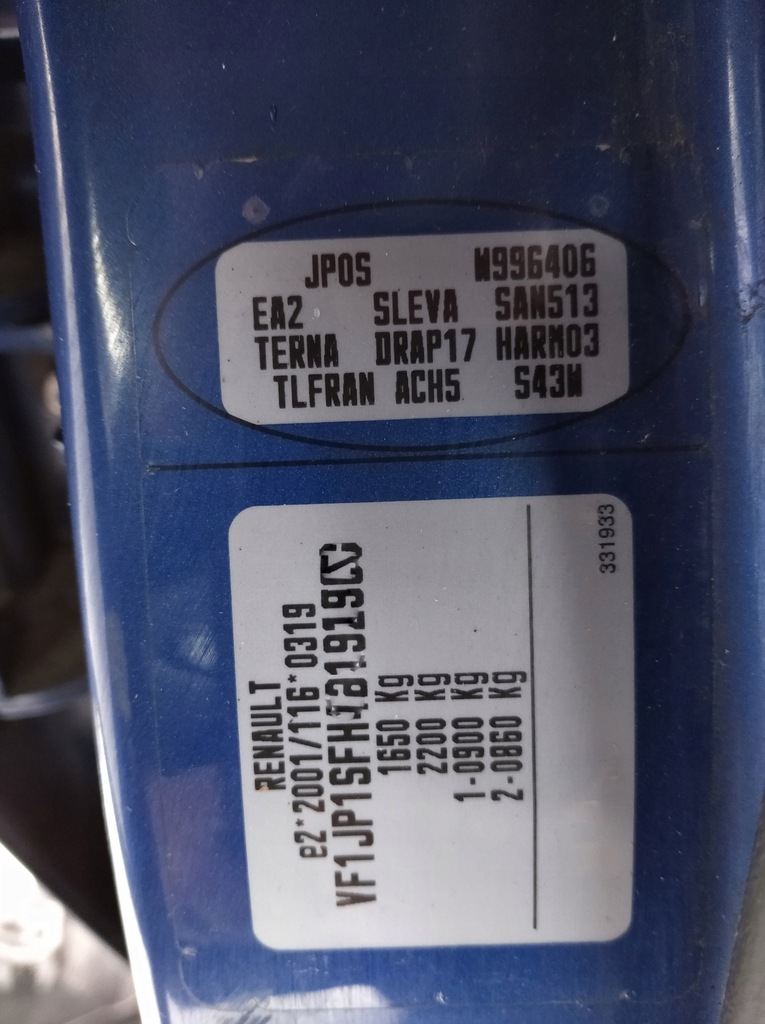 JP0S W996406
EA2 SLEVA SAN513
TERNA DRAP17 HARM03
TLFRAN ACH5 S43W
RENAULT
e2*2001/116*0319
1650 Kg
2200 Kg
1-0900 Kg
2-0860 Kg
331933